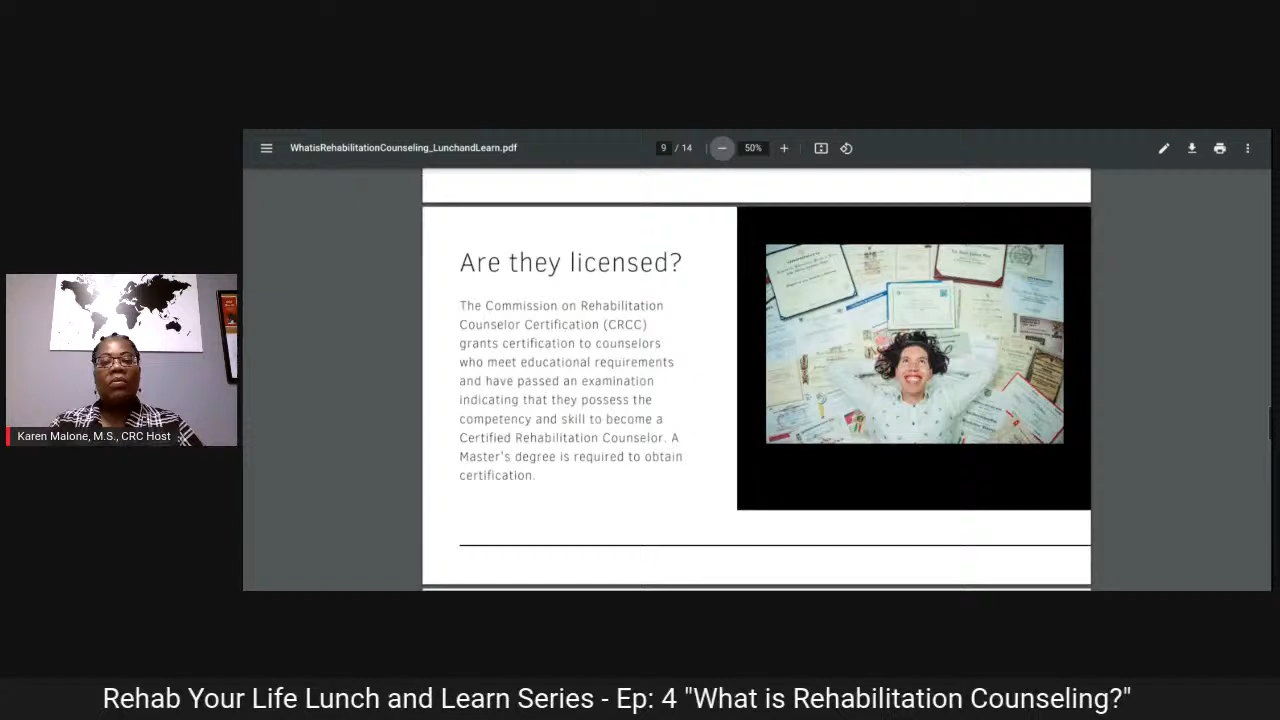 WhatisRehabilitationCounseling_LunchandLearn.pdf
9 / 14
50%
Are they licensed?
The Commission on Rehabilitation
Counselor Certification (CRCC)
grants certification to counselors
who meet educational requirements
and have passed an examination
indicating that they possess the
competency and skill to become a
Certified Rehabilitation Counselor. A
Master's degree is required to obtain
certification.
Karen Malone, M.S., CRC Host
Rehab Your Life Lunch and Learn Series - Ep: 4 "What is Rehabilitation Counseling?"